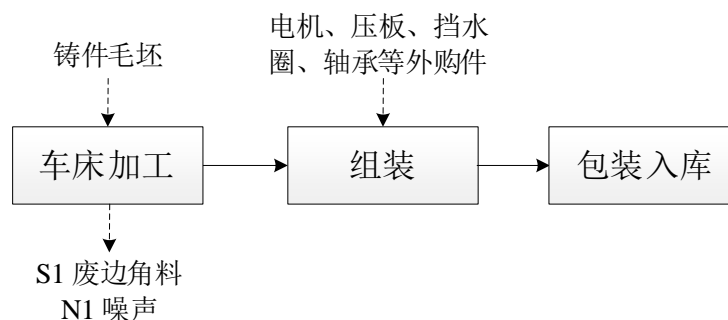 铸件毛坯
电机、压板、挡水
圈、轴承等外购件
车床加工
组装
包装入库
S1 废边角料
N1 噪声